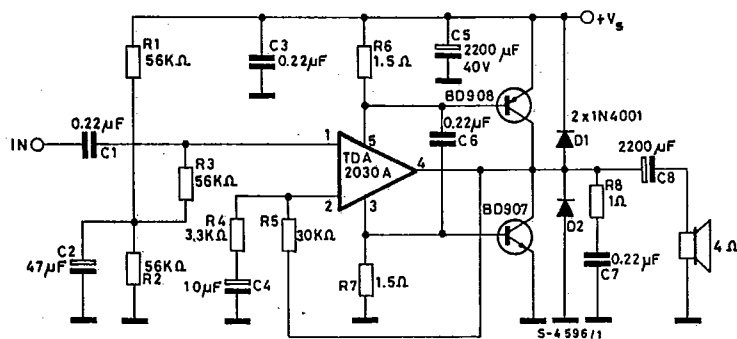 +Vs
R1
56KΩ
C3
0.22µF
R6
1.5Ω
C5
2200 µF
40V
BD908
2x1N4001
D1
0.22µF
C6
0.22µF
IN
C1
1
5
TDA
2030A
4
2
3
R3
56KΩ
2200µF
C8
R8
1Ω
R4
3,3KΩ
R5
30KΩ
BD907
D2
4Ω
C2
47µF
56KΩ
R2
10µF
C4
R7
1.5Ω
0.22µF
C7
S-4596/1